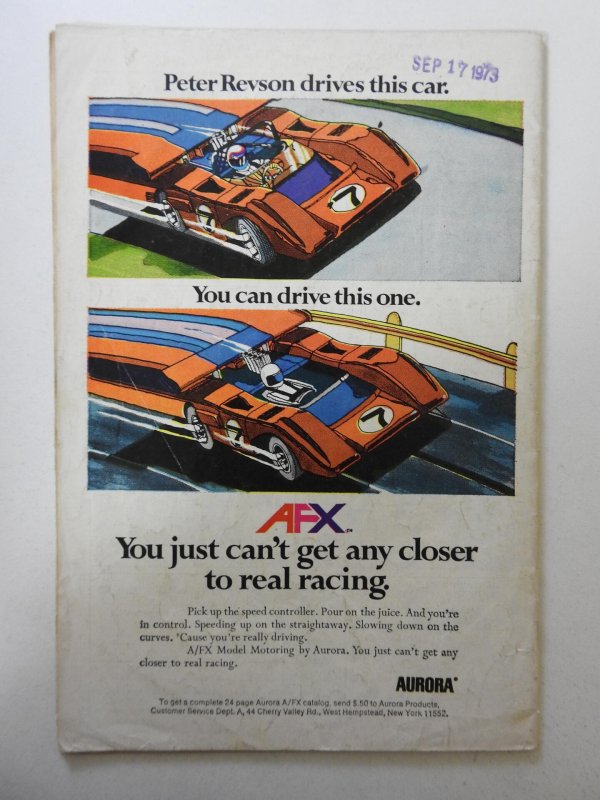 SEP 17 1973
Peter Revson drives this car.
7
You can drive this one.
7
7
AFX
You just can't get any closer
to real racing.
Pick up the speed controller. Pour on the juice. And you're
in control. Speeding up on the straightaway. Slowing down on the
curves. 'Cause you're really driving.
A/FX Model Motoring by Aurora. You just can't get any
closer to real racing.
AURORA®
To get a complete 24 page Aurora A/FX catalog, send $.50 to Aurora Products,
Customer Service Dept. A, 44 Cherry Valley Rd., West Hempstead, New York 11552.